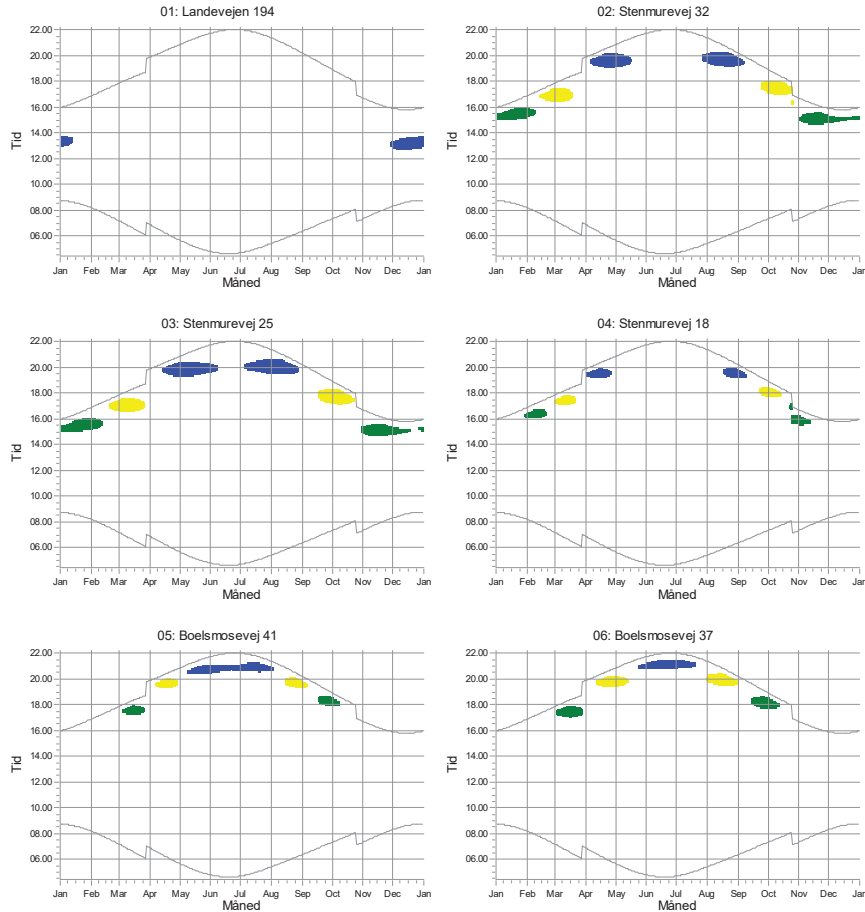 01: Landevejen 194
22.00
20.00
18.00
16.00
14.00
12.00
10.00
08.00
06.00
Tid
Jan Feb Mar Apr May Jun Jul Aug Sep Oct Nov Dec Jan
Måned
02: Stenmurevej 32
22.00
20.00
18.00
16.00
14.00
12.00
10.00
08.00
06.00
Tid
Jan Feb Mar Apr May Jun Jul Aug Sep Oct Nov Dec Jan
Måned
03: Stenmurevej 25
22.00
20.00
18.00
16.00
14.00
12.00
10.00
08.00
06.00
Tid
Jan Feb Mar Apr May Jun Jul Aug Sep Oct Nov Dec Jan
Måned
04: Stenmurevej 18
22.00
20.00
18.00
16.00
14.00
12.00
10.00
08.00
06.00
Tid
Jan Feb Mar Apr May Jun Jul Aug Sep Oct Nov Dec Jan
Måned
05: Boelsmosevej 41
22.00
20.00
18.00
16.00
14.00
12.00
10.00
08.00
06.00
Tid
Jan Feb Mar Apr May Jun Jul Aug Sep Oct Nov Dec Jan
Måned
06: Boelsmosevej 37
22.00
20.00
18.00
16.00
14.00
12.00
10.00
08.00
06.00
Tid
Jan Feb Mar Apr May Jun Jul Aug Sep Oct Nov Dec Jan
Måned